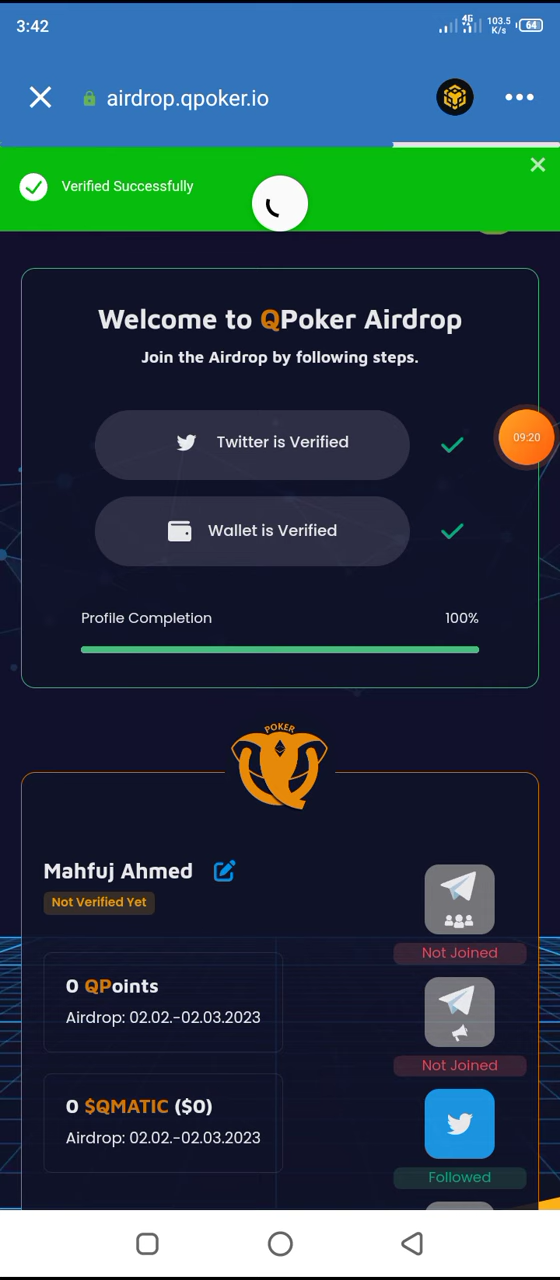 3:42
4G
103.5
K/s
64
airdrop.qpoker.io
Verified Successfully
Welcome to QPoker Airdrop
Join the Airdrop by following steps.
09:20
Twitter is Verified
Wallet is Verified
Profile Completion 100%
POKER
Mahfuj Ahmed
Not Verified Yet
Not Joined
0 QPoints
Airdrop: 02.02.-02.03.2023
Not Joined
0 $QMATIC ($0)
Airdrop: 02.02.-02.03.2023
Followed